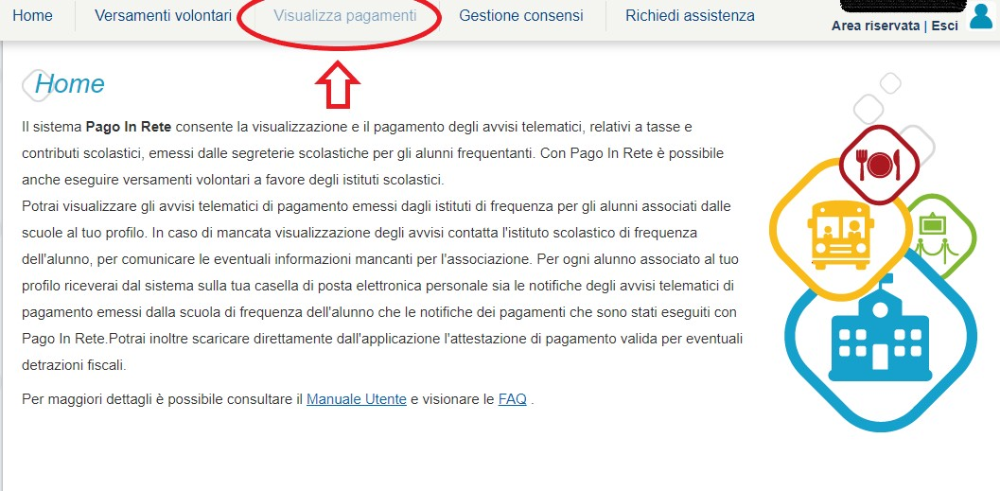 Home Versamenti volontari Visualizza pagamenti Gestione consensi Richiedi assistenza
Area riservata | Esci
Home
Il sistema Pago In Rete consente la visualizzazione e il pagamento degli avvisi telematici, relativi a tasse e
contributi scolastici, emessi dalle segreterie scolastiche per gli alunni frequentanti. Con Pago In Rete è possibile
anche eseguire versamenti volontari a favore degli istituti scolastici.
Potrai visualizzare gli avvisi telematici di pagamento emessi dagli istituti di frequenza per gli alunni associati dalle
scuole al tuo profilo. In caso di mancata visualizzazione degli avvisi contatta l'istituto scolastico di frequenza
dell'alunno, per comunicare le eventuali informazioni mancanti per l'associazione. Per ogni alunno associato al tuo
profilo riceverai dal sistema sulla tua casella di posta elettronica personale sia le notifiche degli avvisi telematici di
pagamento emessi dalla scuola di frequenza dell'alunno che le notifiche dei pagamenti che sono stati eseguiti con
Pago In Rete.Potrai inoltre scaricare direttamente dall'applicazione l'attestazione di pagamento valida per eventuali
detrazioni fiscali.
Per maggiori dettagli è possibile consultare il Manuale Utente e visionare le FAQ .